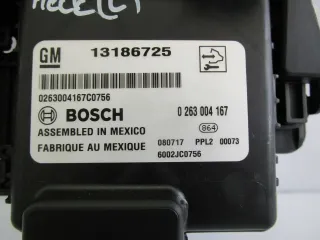 GM 13186725
0263004167C0756
BOSCH 0 263 004 167
ASSEMBLED IN MEXICO 864
FABRIQUE AU MEXIQUE 080717 PPL2 00073
6002JC0756